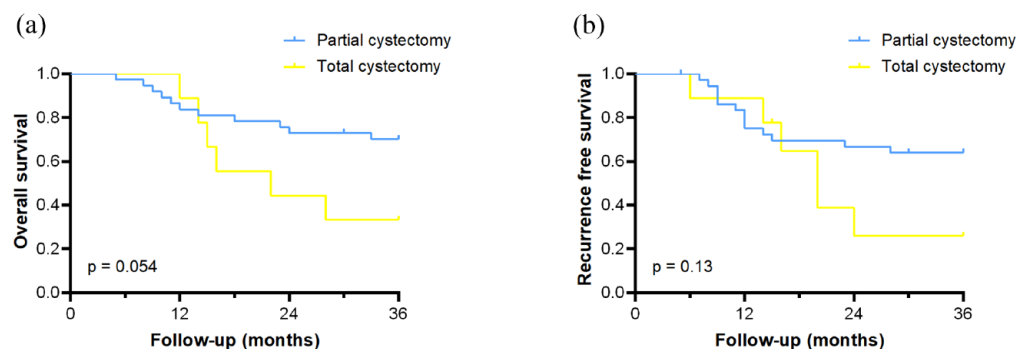 (a)
Partial cystectomy
Total cystectomy
Overall survival
1.0
0.8
0.6
0.4
0.2
0.0
p = 0.054
0 12 24 36
Follow-up (months)
(b)
Partial cystectomy
Total cystectomy
Recurrence free survival
1.0
0.8
0.6
0.4
0.2
0.0
p = 0.13
0 12 24 36
Follow-up (months)